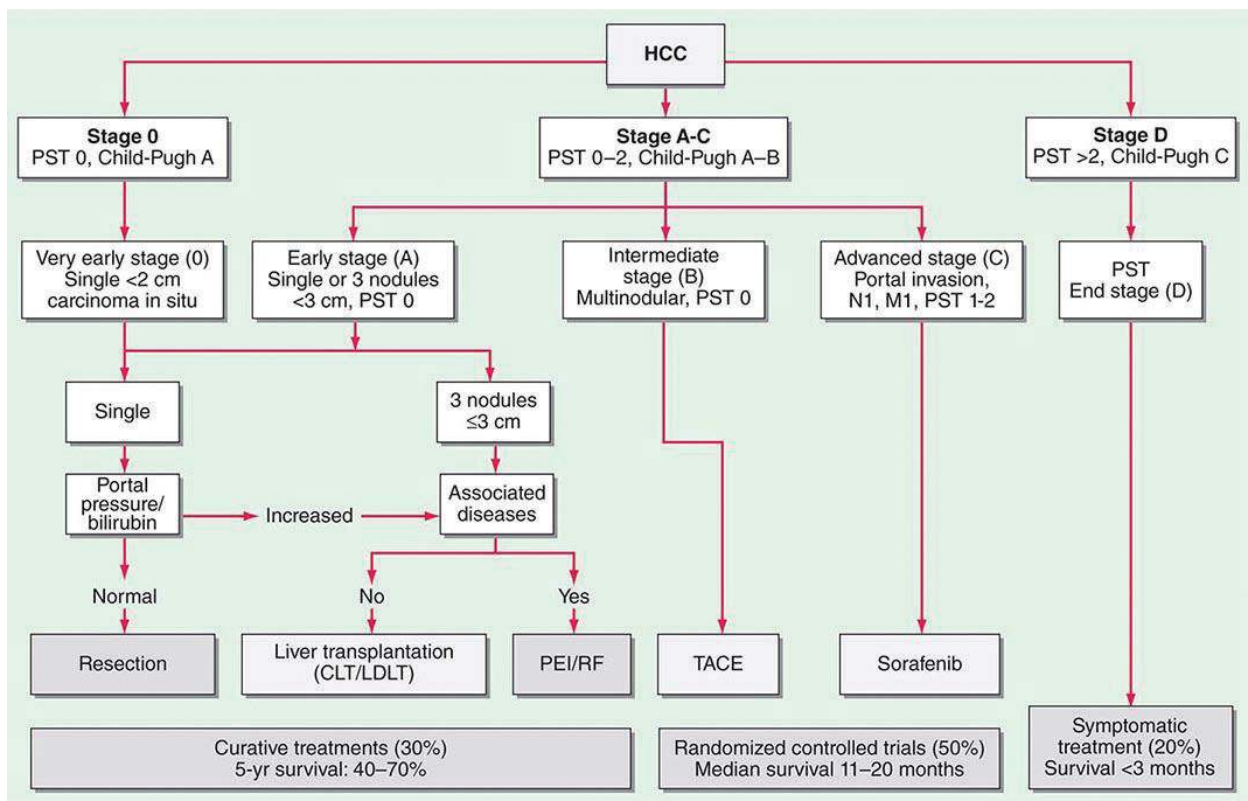 HCC
Stage 0
PST 0, Child-Pugh A
Stage A-C
PST 0–2, Child-Pugh A–B
Stage D
PST >2, Child-Pugh C
Very early stage (0)
Single <2 cm
carcinoma in situ
Early stage (A)
Single or 3 nodules
<3 cm, PST 0
Intermediate
stage (B)
Multinodular, PST 0
Advanced stage (C)
Portal invasion,
N1, M1, PST 1-2
PST
End stage (D)
Single
3 nodules
≤3 cm
Portal
pressure/
bilirubin
Increased
Associated
diseases
Normal
No
Yes
Resection
Liver transplantation
(CLT/LDLT)
PEI/RF
TACE
Sorafenib
Curative treatments (30%)
5-yr survival: 40–70%
Randomized controlled trials (50%)
Median survival 11–20 months
Symptomatic
treatment (20%)
Survival <3 months